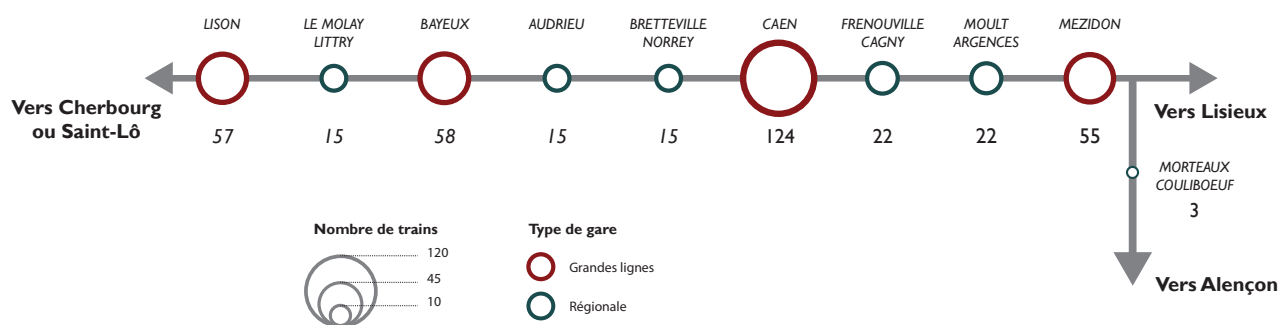 LISON
LE MOLAY
LITTRY
BAYEUX
AUDRIEU
BRETTEVILLE
NORREY
CAEN
FRENOUVILLE
CAGNY
MOULT
ARGENCES
MEZIDON
Vers Cherbourg
ou Saint-Lô
Vers Lisieux
57
15
58
15
15
124
22
22
55
MORTEAUX
COULIBOEUF
3
Vers Alençon
Nombre de trains
120
45
10
Type de gare
Grandes lignes
Régionale